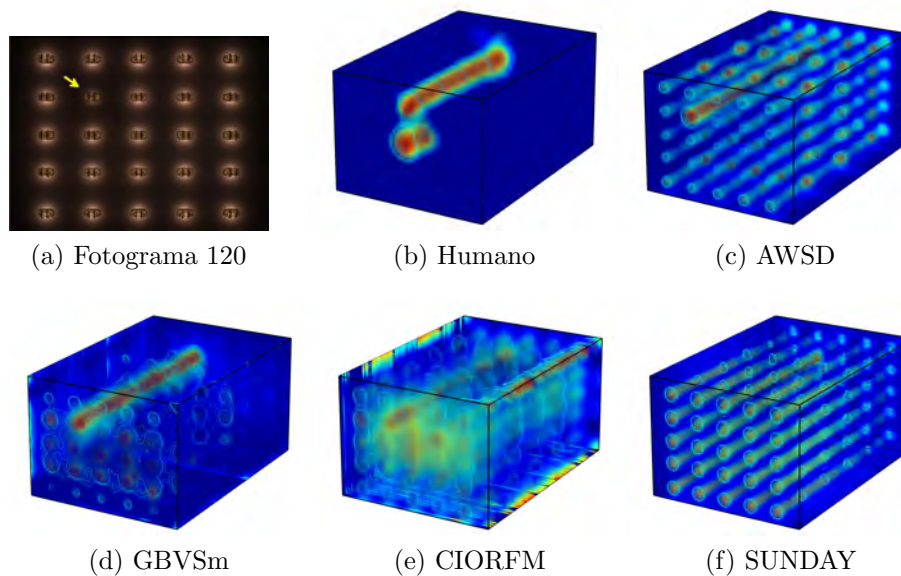 (a) Fotograma 120
(b) Humano
(c) AWSD
(d) GBVSm
(e) CIORFM
(f) SUNDAY